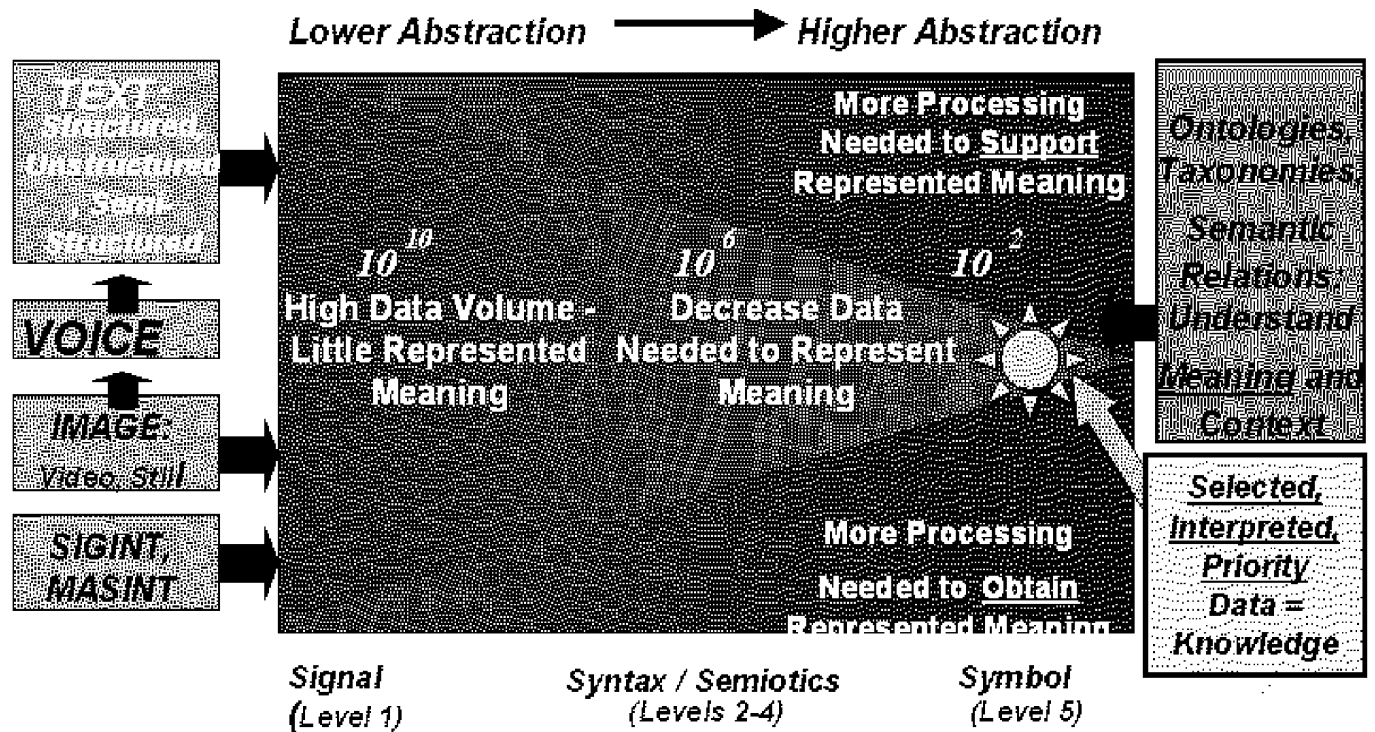 Lower Abstraction
Higher Abstraction
TEXT:
Structured,
Unstructured
, Semi-
Structured
VOICE
IMAGE:
Video, Still
SIGINT,
MASINT
More Processing
Needed to Support
Represented Meaning
10^10
High Data Volume -
Little Represented
Meaning
10^6
Decrease Data
Needed to Represent
Meaning
10^2
More Processing
Needed to Obtain
Represented Meaning
Ontologies,
Taxonomies,
Semantic
Relations:
Understand
Meaning and
Context
Selected,
Interpreted,
Priority
Data =
Knowledge
Signal
(Level 1)
Syntax / Semiotics
(Levels 2-4)
Symbol
(Level 5)